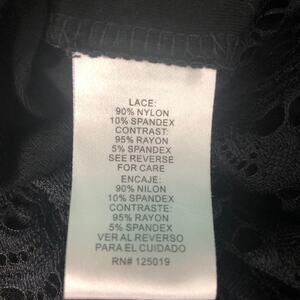 LACE:
90% NYLON
10% SPANDEX
CONTRAST:
95% RAYON
5% SPANDEX
SEE REVERSE
FOR CARE
ENCAJE:
90% NILON
10% SPANDEX
CONTRASTE:
95% RAYON
5% SPANDEX
VER AL REVERSO
PARA EL CUIDADO
RN# 125019